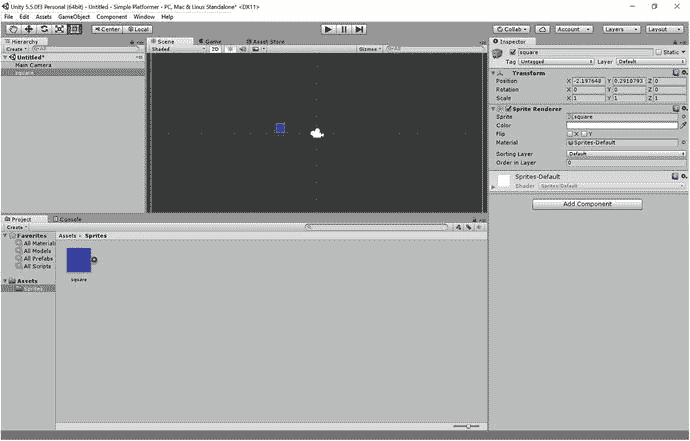 Unity 5.5.0f3 Personal (64bit) - Untitled - Simple Platformer - PC, Mac & Linux Standalone* <DX11>
File Edit Assets GameObject Component Window Help
Center Local Collab Account Layers Layout
Hierarchy
Create All
Untitled*
Main Camera
square
Scene Game Asset Store
Shaded 2D Gizmos All
Inspector
square Static
Tag Untagged Layer Default
Transform
Position X -2.197648 Y 0.2910793 Z 0
Rotation X 0 Y 0 Z 0
Scale X 1 Y 1 Z 1
Sprite Renderer
Sprite square
Color
Flip X Y
Material Sprites-Default
Sorting Layer Default
Order in Layer 0
Sprites-Default
Shader Sprites/Default
Add Component
Project Console
Create
Favorites
All Material
All Models
All Prefabs
All Scripts
Assets
Sprites
Assets Sprites
square